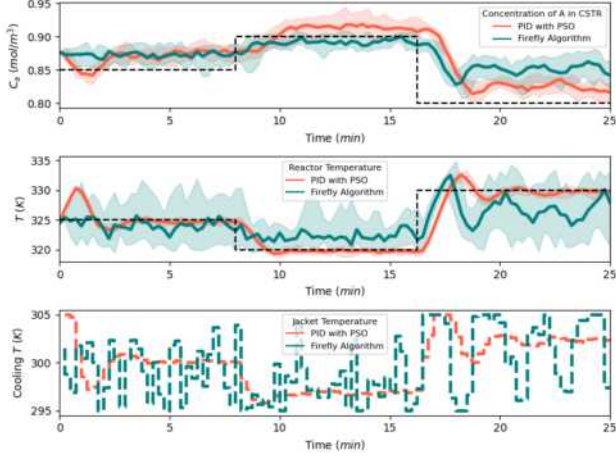 0.95
0.90
0.85
0.80
Cₐ (mol/m³)
Concentration of A in CSTR
PID with PSO
Firefly Algorithm
0 5 10 15 20 25
Time (min)
335
330
325
320
T (K)
Reactor Temperature
PID with PSO
Firefly Algorithm
0 5 10 15 20 25
Time (min)
305
300
295
Cooling T (K)
Jacket Temperature
PID with PSO
Firefly Algorithm
0 5 10 15 20 25
Time (min)